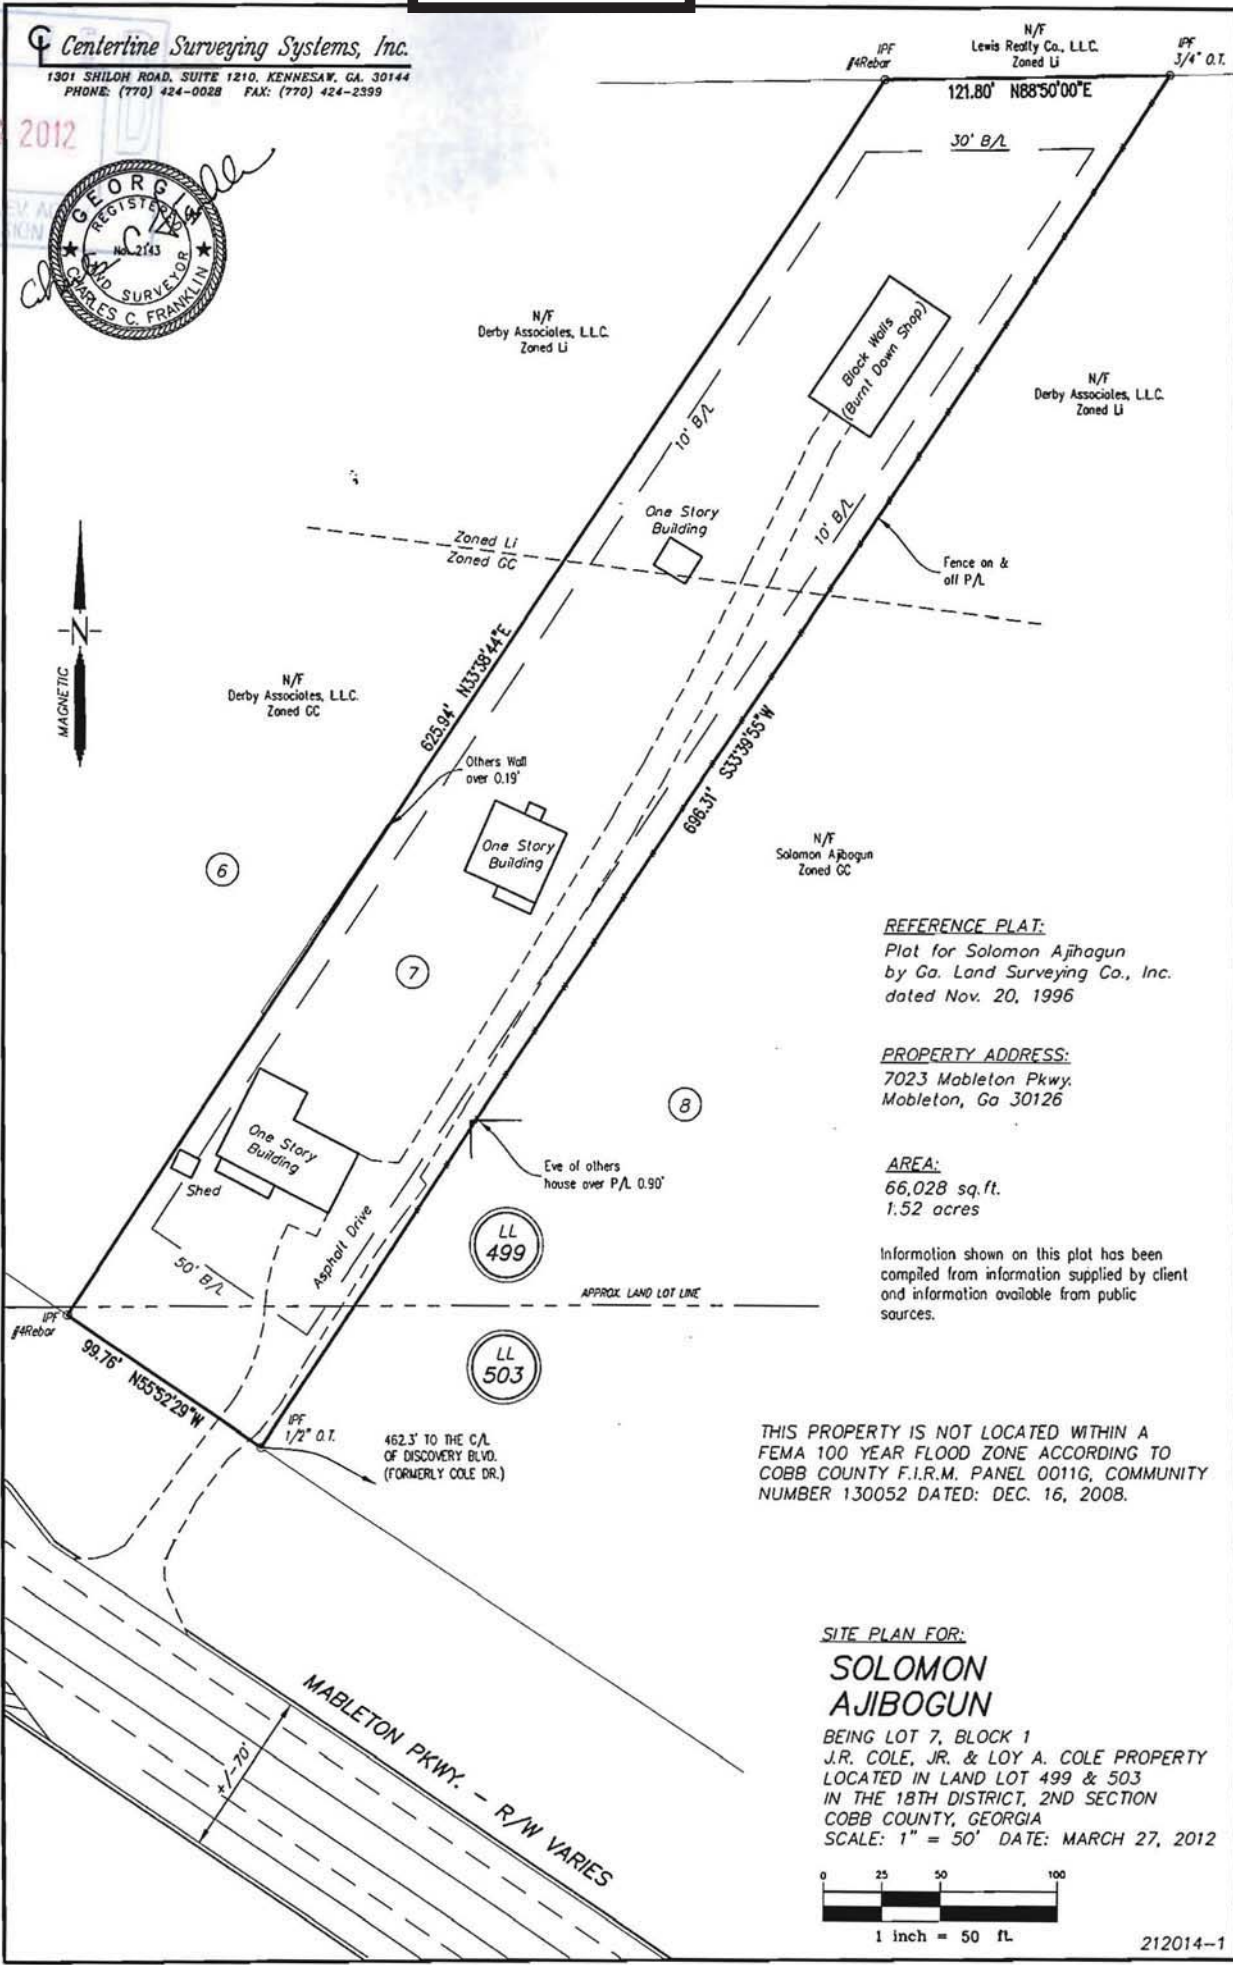 Centerline Surveying Systems, Inc.
1301 SHILOH ROAD, SUITE 1210, KENNESAW, GA. 30144
PHONE: (770) 424-0028 FAX: (770) 424-2399
2012
GEORGIA
REGISTERED
No. 2143
LAND SURVEYOR
CHARLES C. FRANKLIN
N/F
Lewis Realty Co., L.L.C.
Zoned Li
IPF
#4Rebar
IPF
3/4" O.T.
121.80' N88°50'00"E
30' B/L
N/F
Derby Associates, L.L.C.
Zoned Li
Block Walls
(Burnt Down Shop)
N/F
Derby Associates, L.L.C.
Zoned Li
10' B/L
10' B/L
One Story
Building
Zoned Li
Zoned GC
Fence on &
off P/L
N
MAGNETIC
N/F
Derby Associates, L.L.C.
Zoned GC
625.94' N33°38'44"E
696.31' S33°39'55"W
Others Wall
over 0.19'
One Story
Building
N/F
Solomon Ajibogun
Zoned GC
6
7
8
REFERENCE PLAT:
Plat for Solomon Ajihogun
by Ga. Land Surveying Co., Inc.
dated Nov. 20, 1996
PROPERTY ADDRESS:
7023 Mableton Pkwy.
Mableton, Ga 30126
AREA:
66,028 sq.ft.
1.52 acres
Information shown on this plat has been
compiled from information supplied by client
and information available from public
sources.
One Story
Building
Shed
Eve of others
house over P/L 0.90'
50' B/L
Asphalt Drive
LL
499
APPROX. LAND LOT LINE
LL
503
IPF
#4Rebar
99.76' N55°52'29"W
IPF
1/2" O.T.
462.3' TO THE C/L
OF DISCOVERY BLVD.
(FORMERLY COLE DR.)
THIS PROPERTY IS NOT LOCATED WITHIN A
FEMA 100 YEAR FLOOD ZONE ACCORDING TO
COBB COUNTY F.I.R.M. PANEL 0011G, COMMUNITY
NUMBER 130052 DATED: DEC. 16, 2008.
MABLETON PKWY. - R/W VARIES
+/-70'
SITE PLAN FOR:
SOLOMON
AJIBOGUN
BEING LOT 7, BLOCK 1
J.R. COLE, JR. & LOY A. COLE PROPERTY
LOCATED IN LAND LOT 499 & 503
IN THE 18TH DISTRICT, 2ND SECTION
COBB COUNTY, GEORGIA
SCALE: 1" = 50' DATE: MARCH 27, 2012
0 25 50 100
1 inch = 50 ft.
212014-1